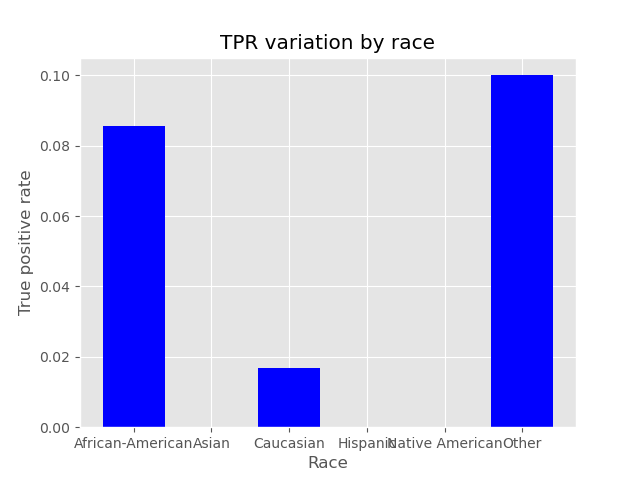 TPR variation by race
True positive rate
0.10
0.08
0.06
0.04
0.02
0.00
African-American Asian Caucasian Hispanic Native American Other
Race